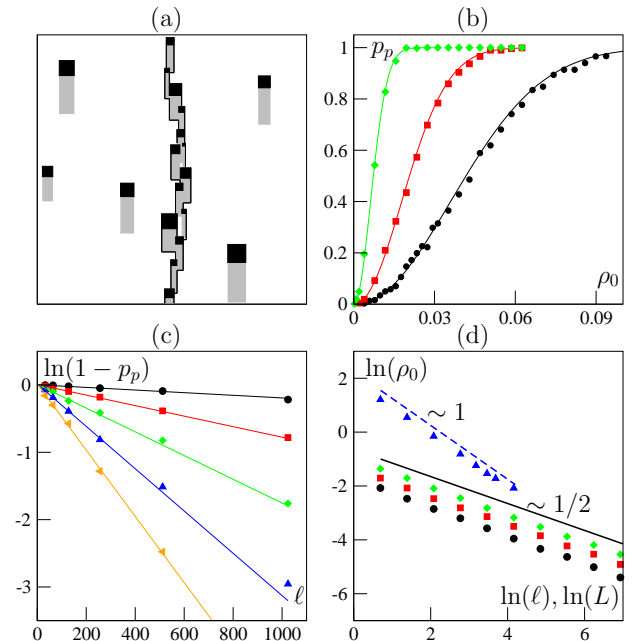 (a)
(b)
p_p
1
0.8
0.6
0.4
0.2
0
ρ_0
0 0.03 0.06 0.09
(c)
(d)
ln(1 − p_p)
0
-1
-2
-3
ℓ
0 200 400 600 800 1000
ln(ρ_0)
2
0
-2
-4
-6
∼ 1
∼ 1/2
ln(ℓ), ln(L)
0 2 4 6